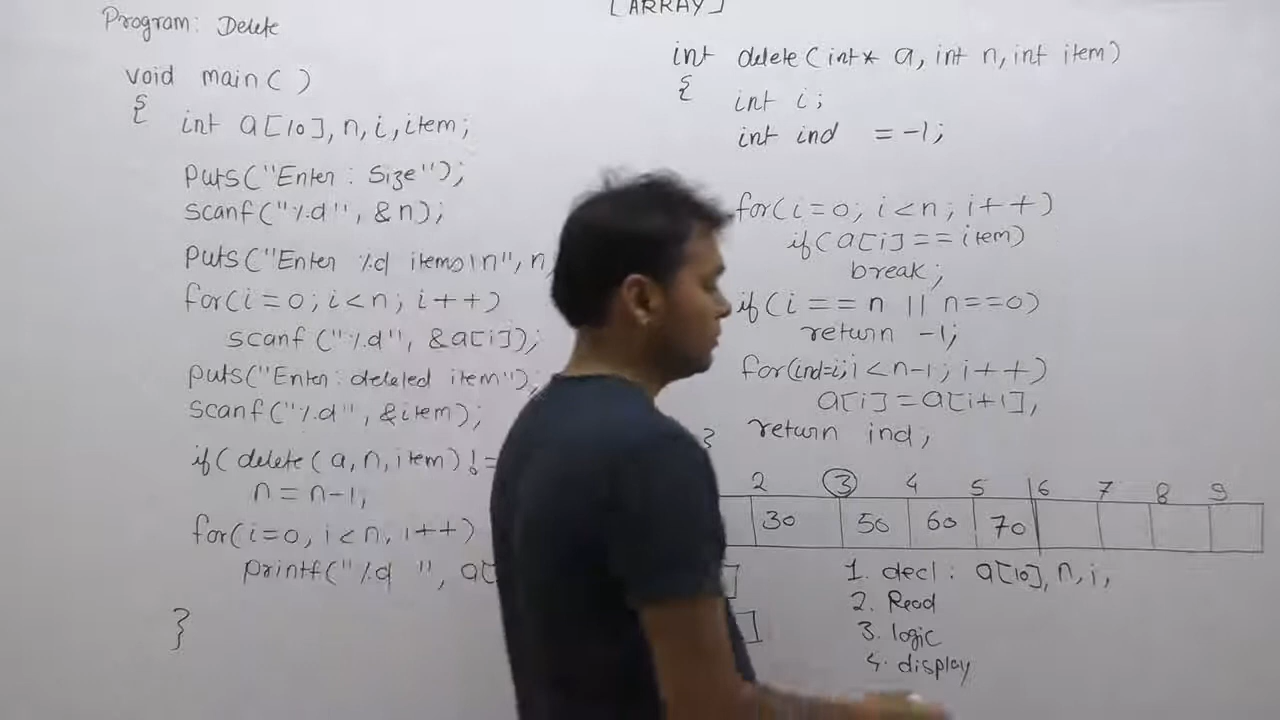 [ARRAY]
Program: Delete
void main( )
{
int a[10], n, i, item;
puts("Enter: Size");
scanf("%d", &n);
puts("Enter %d items\n", n
for(i=0; i<n; i++)
scanf("%d", &a[i]);
puts("Enter: deleted item");
scanf("%d", &item);
if( delete( a, n, item) !=
n = n-1;
for(i=0, i<n, i++)
printf("%d ", a[
}
int delete(int* a, int n, int item)
{
int i;
int ind = -1;
for(i=0; i<n; i++)
if(a[i]==item)
break;
if(i==n || n==0)
return -1;
for(ind=i; i<n-1; i++)
a[i]=a[i+1];
return ind;
}
2 3 4 5 6 7 8 9
30 50 60 70
1. decl: a[10], n, i,
2. Read
3. logic
4. display